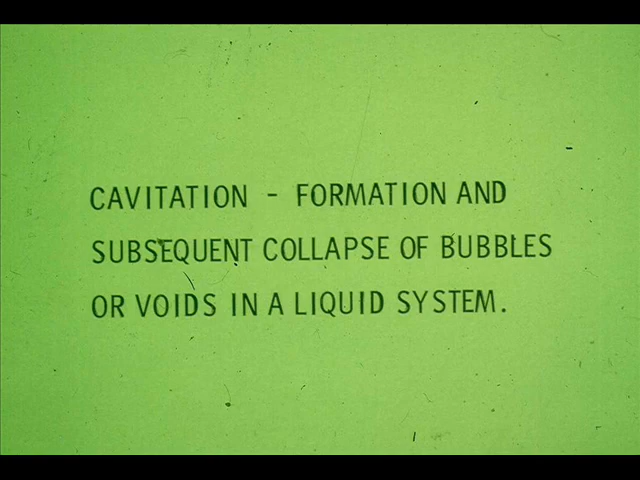 CAVITATION - FORMATION AND
SUBSEQUENT COLLAPSE OF BUBBLES
OR VOIDS IN A LIQUID SYSTEM.